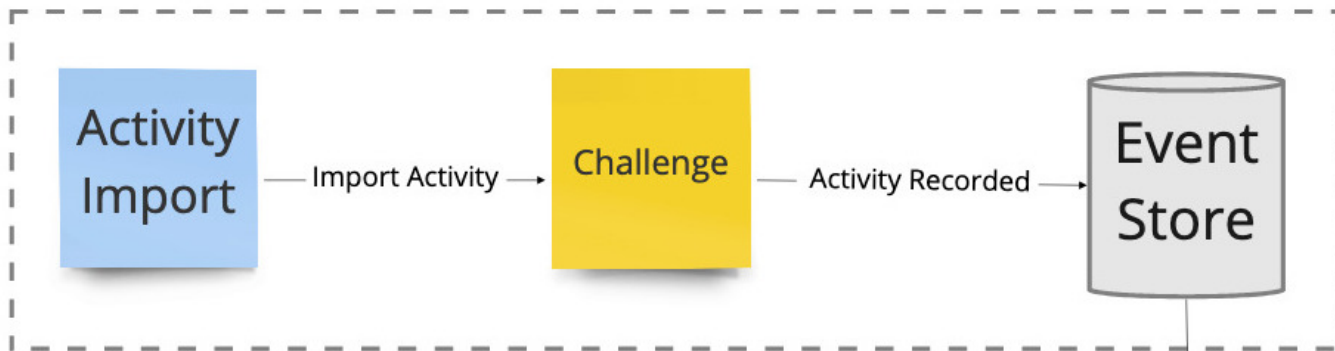 Activity
Import
Import Activity
Challenge
Activity Recorded
Event
Store